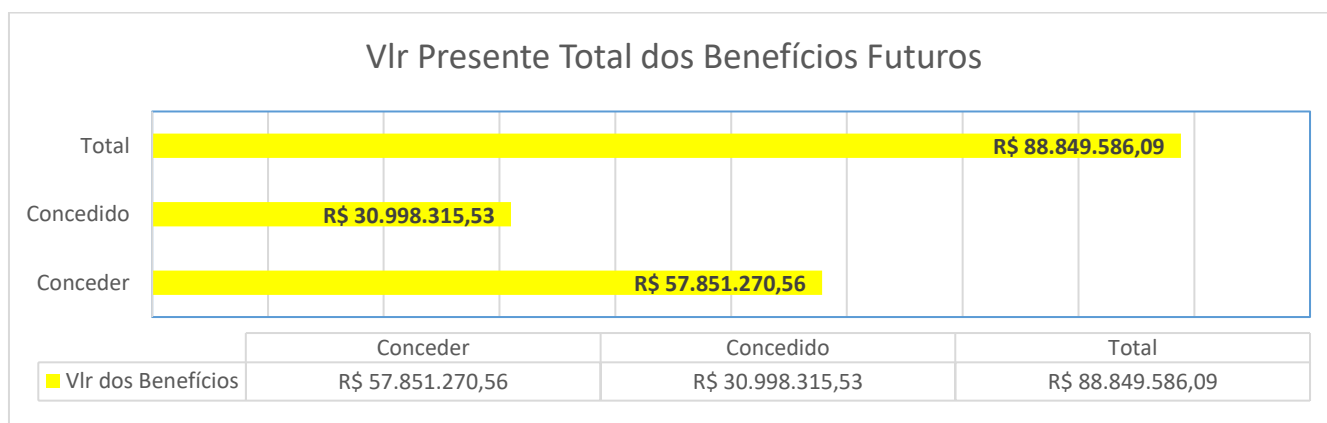 Vlr Presente Total dos Benefícios Futuros
Total
R$ 88.849.586,09
Concedido
R$ 30.998.315,53
Conceder
R$ 57.851.270,56
Conceder Concedido Total
Vlr dos Benefícios R$ 57.851.270,56 R$ 30.998.315,53 R$ 88.849.586,09